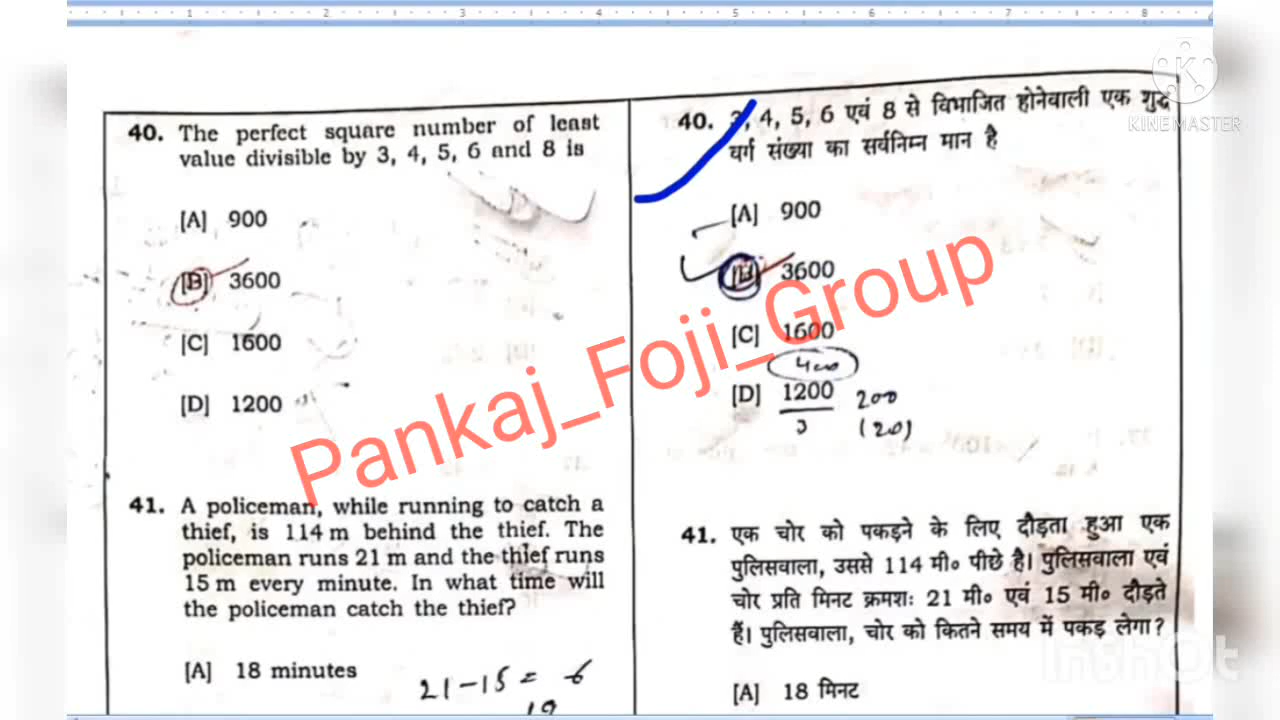 KINEMASTER
40. The perfect square number of least
value divisible by 3, 4, 5, 6 and 8 is
[A] 900
[B] 3600
[C] 1600
[D] 1200
41. A policeman, while running to catch a
thief, is 114 m behind the thief. The
policeman runs 21 m and the thief runs
15 m every minute. In what time will
the policeman catch the thief?
[A] 18 minutes
21-15 = 6
40. 3, 4, 5, 6 एवं 8 से विभाजित होनेवाली एक शुद्ध
वर्ग संख्या का सर्वनिम्न मान है
[A] 900
[B] 3600
[C] 1600
400
[D] 1200 200
3 (20)
41. एक चोर को पकड़ने के लिए दौड़ता हुआ एक
पुलिसवाला, उससे 114 मी० पीछे है। पुलिसवाला एवं
चोर प्रति मिनट क्रमशः 21 मी० एवं 15 मी० दौड़ते
हैं। पुलिसवाला, चोर को कितने समय में पकड़ लेगा?
[A] 18 मिनट
Pankaj_Foji_Group
InShOt